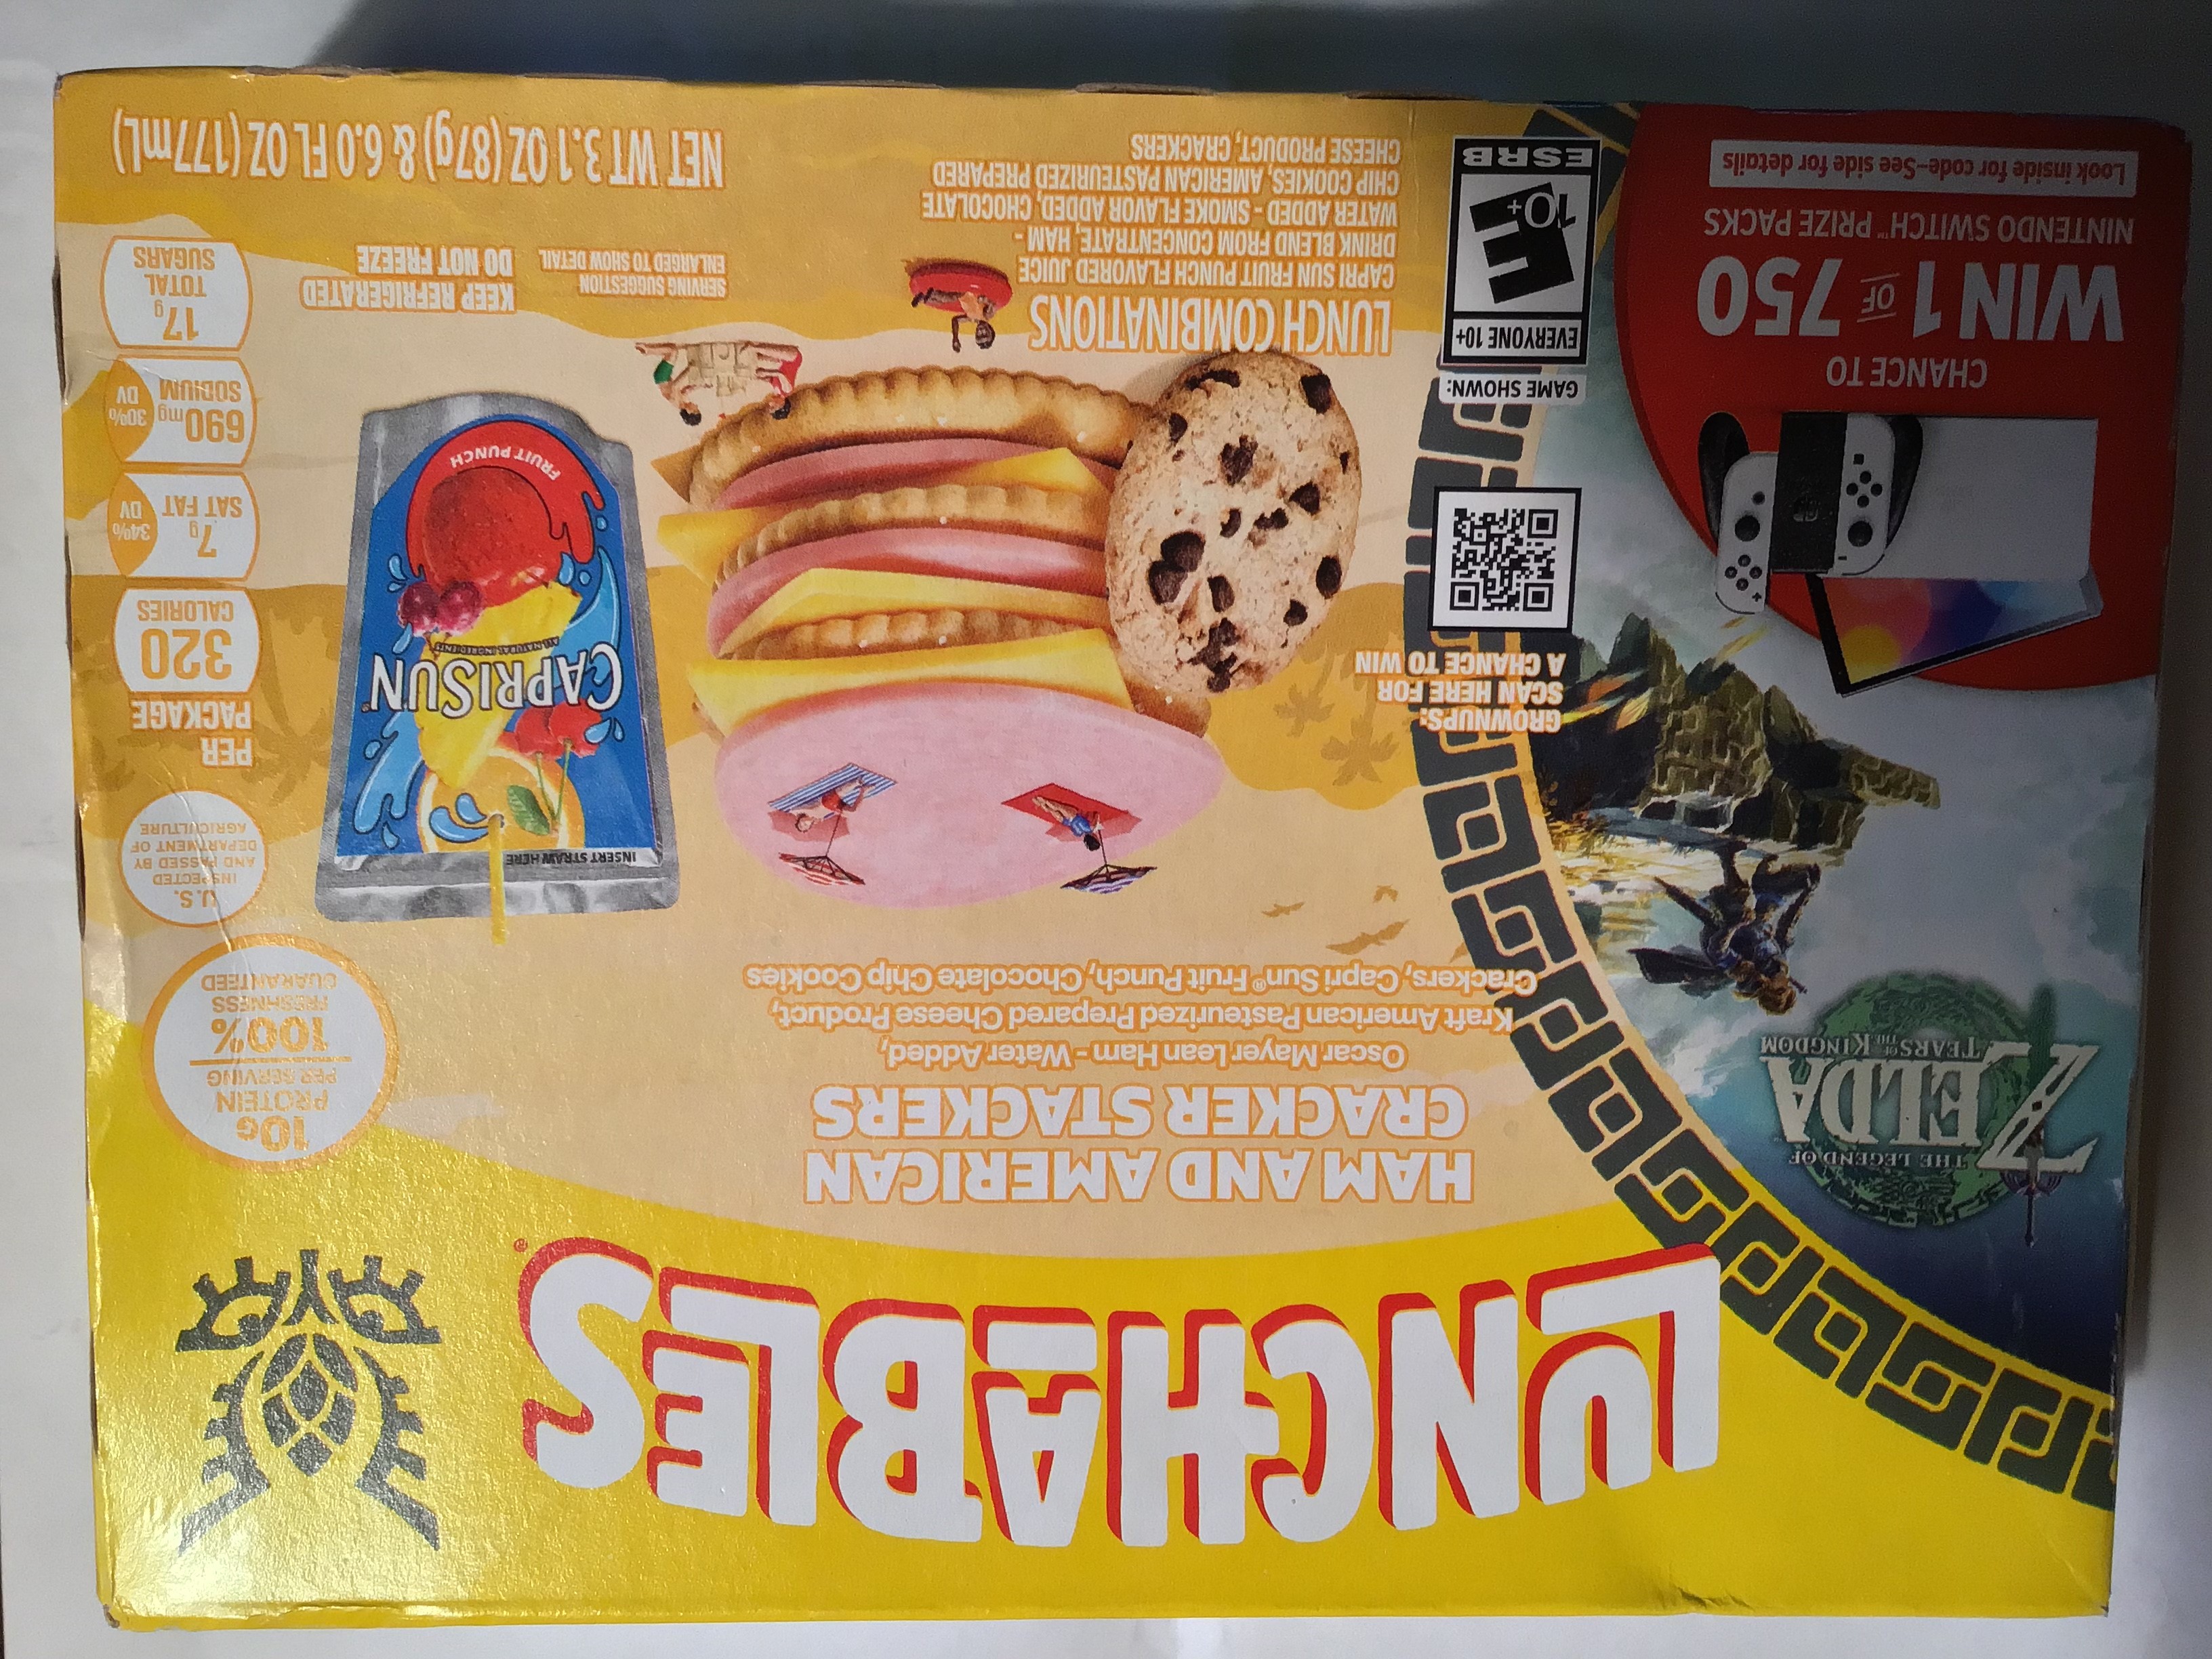 LUNCHABLES®
HAM AND AMERICAN
CRACKER STACKERS
Oscar Mayer Lean Ham - Water Added,
Kraft American Pasteurized Prepared Cheese Product,
Crackers, Capri Sun® Fruit Punch, Chocolate Chip Cookies
THE LEGEND OF
ZELDA
TEARS OF THE KINGDOM
GROWNUPS:
SCAN HERE FOR
A CHANCE TO WIN
GAME SHOWN:
EVERYONE 10+
E
10+
ESRB
CHANCE TO
WIN 1 OF 750
NINTENDO SWITCH™ PRIZE PACKS
Look inside for code-See side for details
INSERT STRAW HERE
CAPRISUN®
ALL NATURAL INGREDIENTS
FRUIT PUNCH
10G
PROTEIN
PER SERVING
100%
FRESHNESS
GUARANTEED
U.S.
INSPECTED
AND PASSED BY
DEPARTMENT OF
AGRICULTURE
PER
PACKAGE
320
CALORIES
7g
SAT FAT
34%
DV
690mg
SODIUM
30%
DV
17g
TOTAL
SUGARS
LUNCH COMBINATIONS
CAPRI SUN FRUIT PUNCH FLAVORED JUICE
DRINK BLEND FROM CONCENTRATE, HAM -
WATER ADDED - SMOKE FLAVOR ADDED, CHOCOLATE
CHIP COOKIES, AMERICAN PASTEURIZED PREPARED
CHEESE PRODUCT, CRACKERS
SERVING SUGGESTION
ENLARGED TO SHOW DETAIL
KEEP REFRIGERATED
DO NOT FREEZE
NET WT 3.1 OZ (87g) & 6.0 FL OZ (177mL)